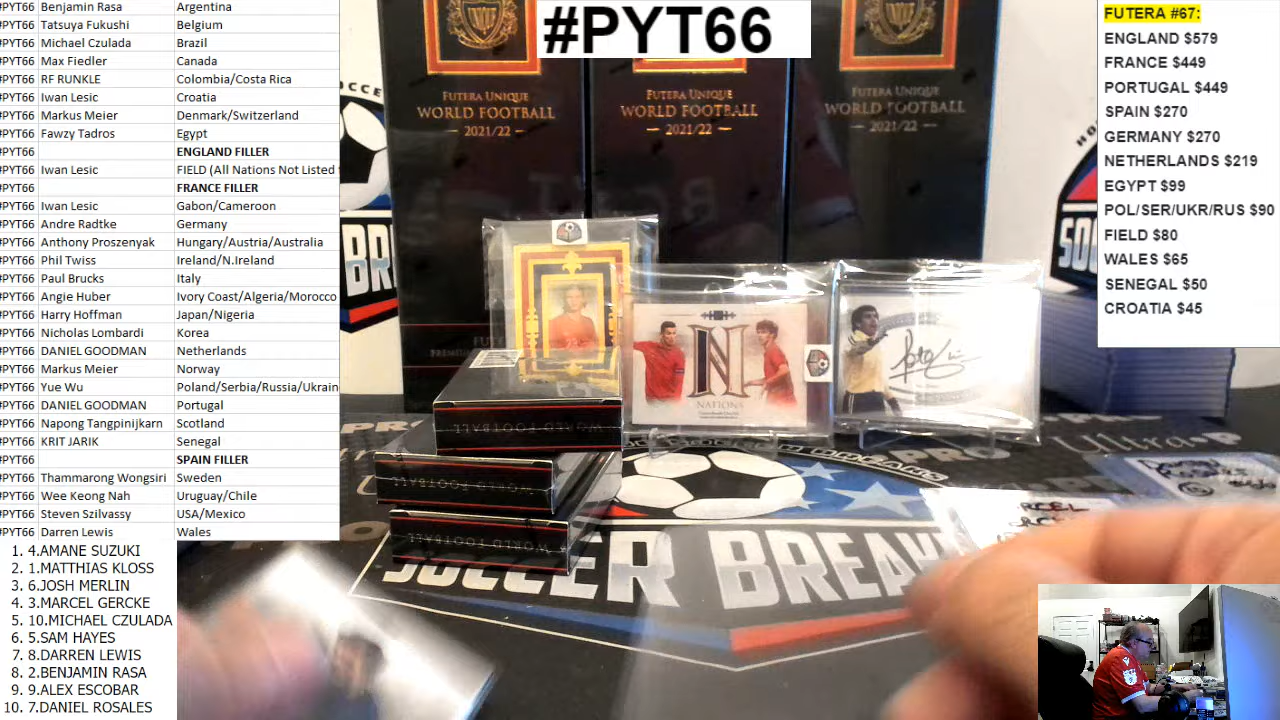 #PYT66 Benjamin Rasa Argentina
#PYT66 Tatsuya Fukushi Belgium
#PYT66 Michael Czulada Brazil
#PYT66 Max Fiedler Canada
#PYT66 RF RUNKLE Colombia/Costa Rica
#PYT66 Iwan Lesic Croatia
#PYT66 Markus Meier Denmark/Switzerland
#PYT66 Fawzy Tadros Egypt
#PYT66 ENGLAND FILLER
#PYT66 Iwan Lesic FIELD (All Nations Not Listed
#PYT66 FRANCE FILLER
#PYT66 Iwan Lesic Gabon/Cameroon
#PYT66 Andre Radtke Germany
#PYT66 Anthony Proszenyak Hungary/Austria/Australia
#PYT66 Phil Twiss Ireland/N.Ireland
#PYT66 Paul Brucks Italy
#PYT66 Angie Huber Ivory Coast/Algeria/Morocco
#PYT66 Harry Hoffman Japan/Nigeria
#PYT66 Nicholas Lombardi Korea
#PYT66 DANIEL GOODMAN Netherlands
#PYT66 Markus Meier Norway
#PYT66 Yue Wu Poland/Serbia/Russia/Ukrain
#PYT66 DANIEL GOODMAN Portugal
#PYT66 Napong Tangpinijkarn Scotland
#PYT66 KRIT JARIK Senegal
#PYT66 SPAIN FILLER
#PYT66 Thammarong Wongsiri Sweden
#PYT66 Wee Keong Nah Uruguay/Chile
#PYT66 Steven Szilvassy USA/Mexico
#PYT66 Darren Lewis Wales
1. 4.AMANE SUZUKI
2. 1.MATTHIAS KLOSS
3. 6.JOSH MERLIN
4. 3.MARCEL GERCKE
5. 10.MICHAEL CZULADA
6. 5.SAM HAYES
7. 8.DARREN LEWIS
8. 2.BENJAMIN RASA
9. 9.ALEX ESCOBAR
10. 7.DANIEL ROSALES
#PYT66
FUTERA UNIQUE
WORLD FOOTBALL
2021/22
FUTERA UNIQUE
WORLD FOOTBALL
2021/22
FUTERA UNIQUE
WORLD FOOTBALL
2021/22
N
NATIONS
WORLD FOOTBALL
WORLD FOOTBALL
WORLD FOOTBALL
SOCCER BREAK
FUTERA #67:
ENGLAND $579
FRANCE $449
PORTUGAL $449
SPAIN $270
GERMANY $270
NETHERLANDS $219
EGYPT $99
POL/SER/UKR/RUS $90
FIELD $80
WALES $65
SENEGAL $50
CROATIA $45